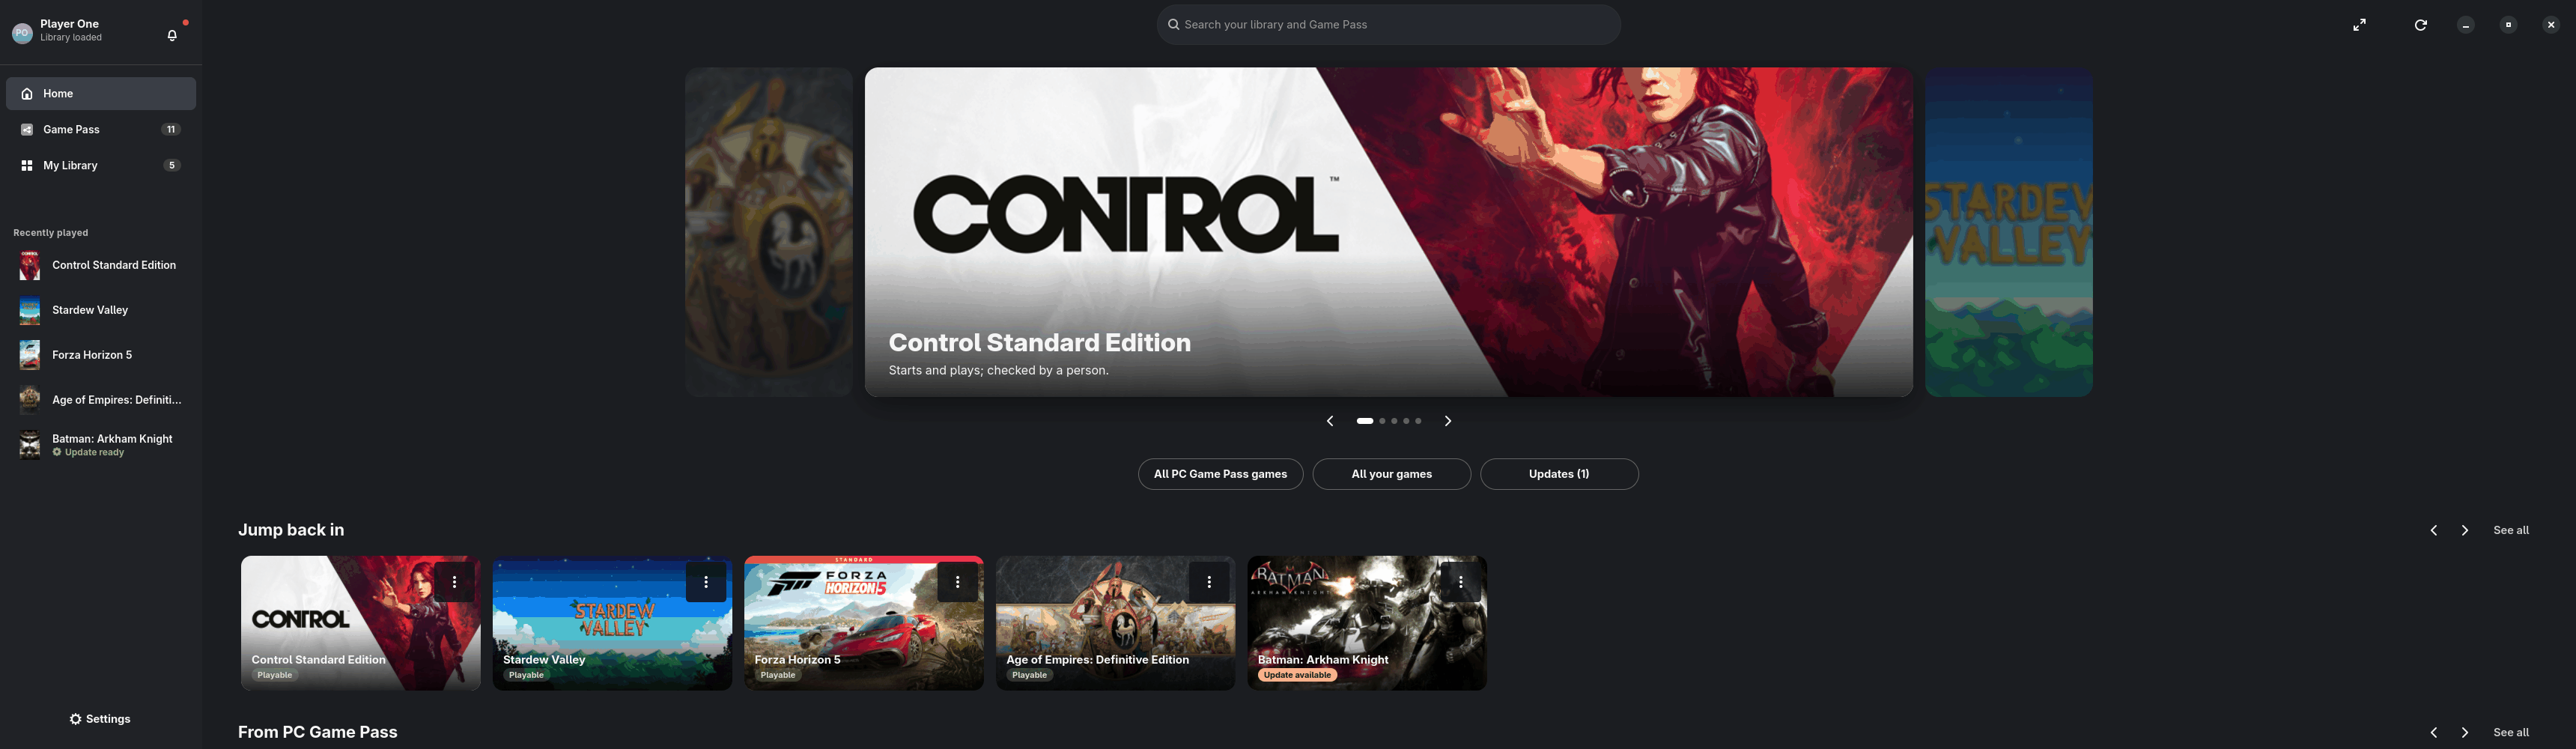 PO
Player One
Library loaded
Search your library and Game Pass
Home
Game Pass 11
My Library 5
Recently played
Control Standard Edition
Stardew Valley
Forza Horizon 5
Age of Empires: Definiti...
Batman: Arkham Knight
Update ready
Settings
CONTROL™
Control Standard Edition
Starts and plays; checked by a person.
STARDEV
VALLEY
All PC Game Pass games
All your games
Updates (1)
Jump back in
See all
CONTROL
Control Standard Edition
Playable
STARDEW
VALLEY
Stardew Valley
Playable
STANDARD
FORZA
HORIZON 5
Forza Horizon 5
Playable
Age of Empires: Definitive Edition
Playable
BATMAN
ARKHAM KNIGHT
Batman: Arkham Knight
Update available
From PC Game Pass
See all